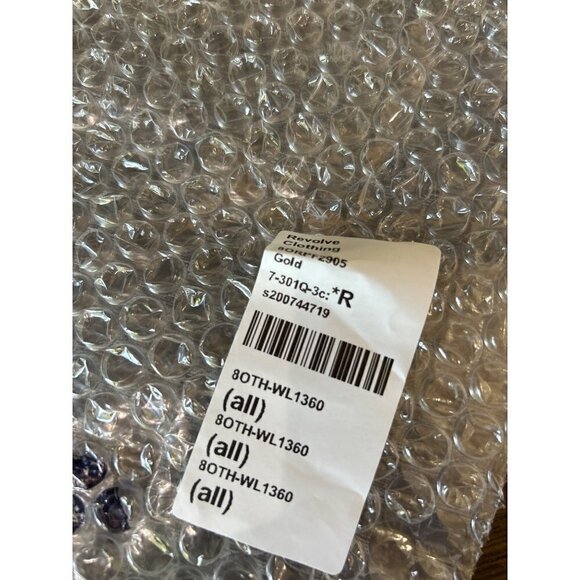 Revolve
Clothing
Gold
7-301Q-3c: *R
s200744719
8OTH-WL1360
(all)
8OTH-WL1360
(all)
8OTH-WL1360
(all)